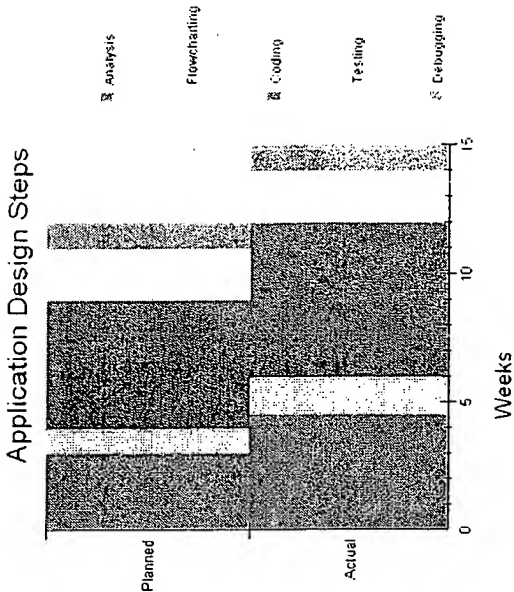 Application Design Steps
Planned
Actual
0
5
10
15
Weeks
Analysis
Flowcharting
Coding
Testing
Debugging